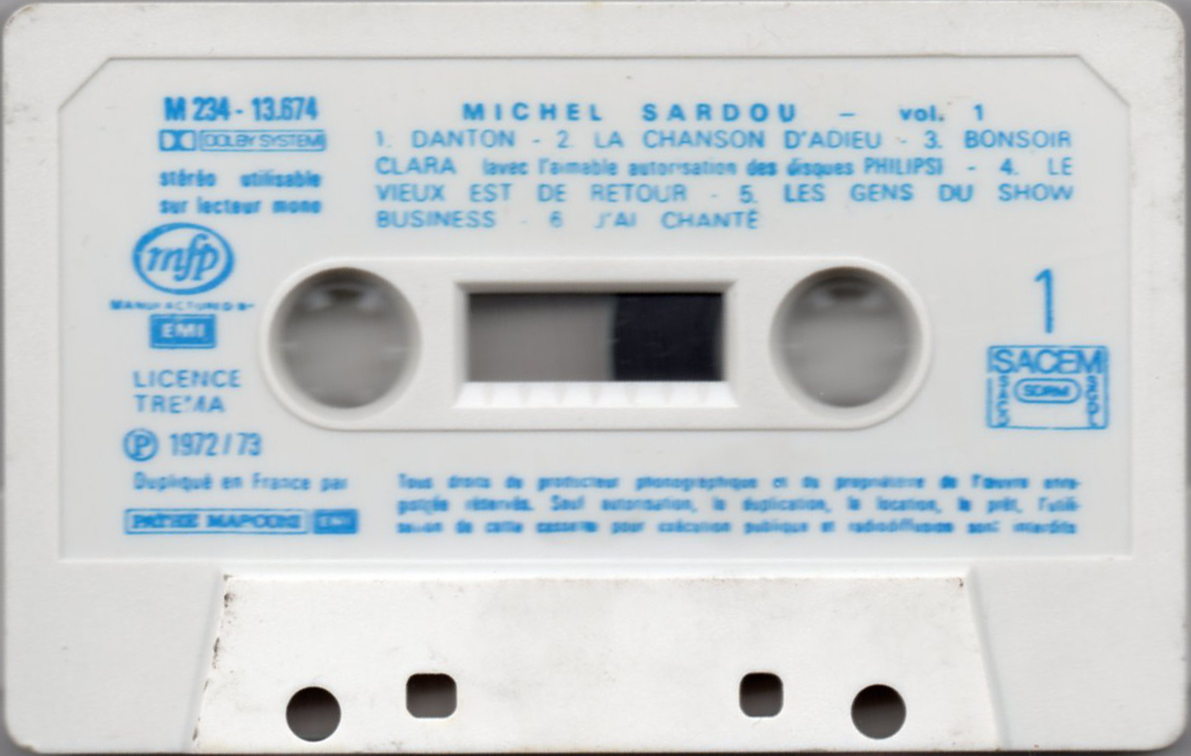 M 234 - 13.674
DOLBY SYSTEM
stéréo utilisable
sur lecteur mono
mfp
MANUFACTURED BY
EMI
LICENCE
TREMA
Ⓟ 1972 / 73
Dupliqué en France par
PATHE MARCONI EMI
MICHEL SARDOU - vol. 1
1. DANTON - 2. LA CHANSON D'ADIEU - 3. BONSOIR
CLARA (avec l'aimable autorisation des disques PHILIPS) - 4. LE
VIEUX EST DE RETOUR - 5. LES GENS DU SHOW
BUSINESS - 6 J'AI CHANTÉ
1
SACEM
SACD SDRM SGDL
Tous droits du producteur phonographique et du propriétaire de l'œuvre enre-
gistrée réservés. Sauf autorisation, la duplication, la location, le prêt, l'utili-
sation de cette cassette pour exécution publique et radiodiffusion sont interdits